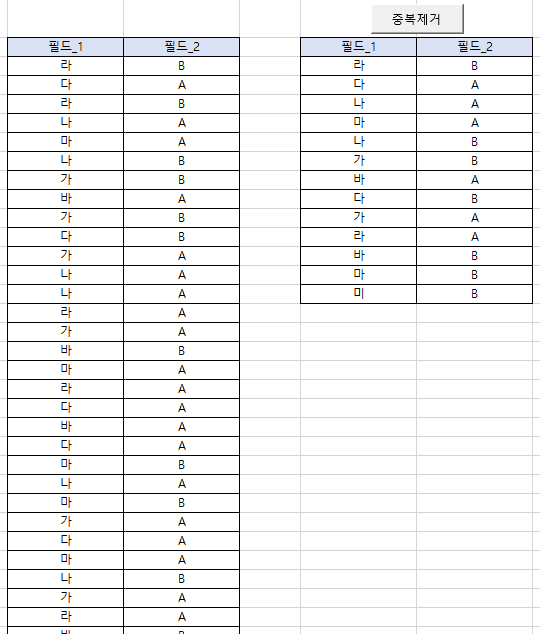 중복제거
필드_1 필드_2 필드_1 필드_2
라 B 라 B
다 A 다 A
라 B 나 A
나 A 마 A
마 A 나 B
나 B 가 B
가 B 바 A
바 A 다 B
가 B 가 A
다 B 라 A
가 A 바 B
나 A 마 B
나 A 미 B
라 A
가 A
바 B
마 A
라 A
다 A
바 A
다 A
마 B
나 A
마 B
가 A
다 A
마 A
나 B
가 A
라 A